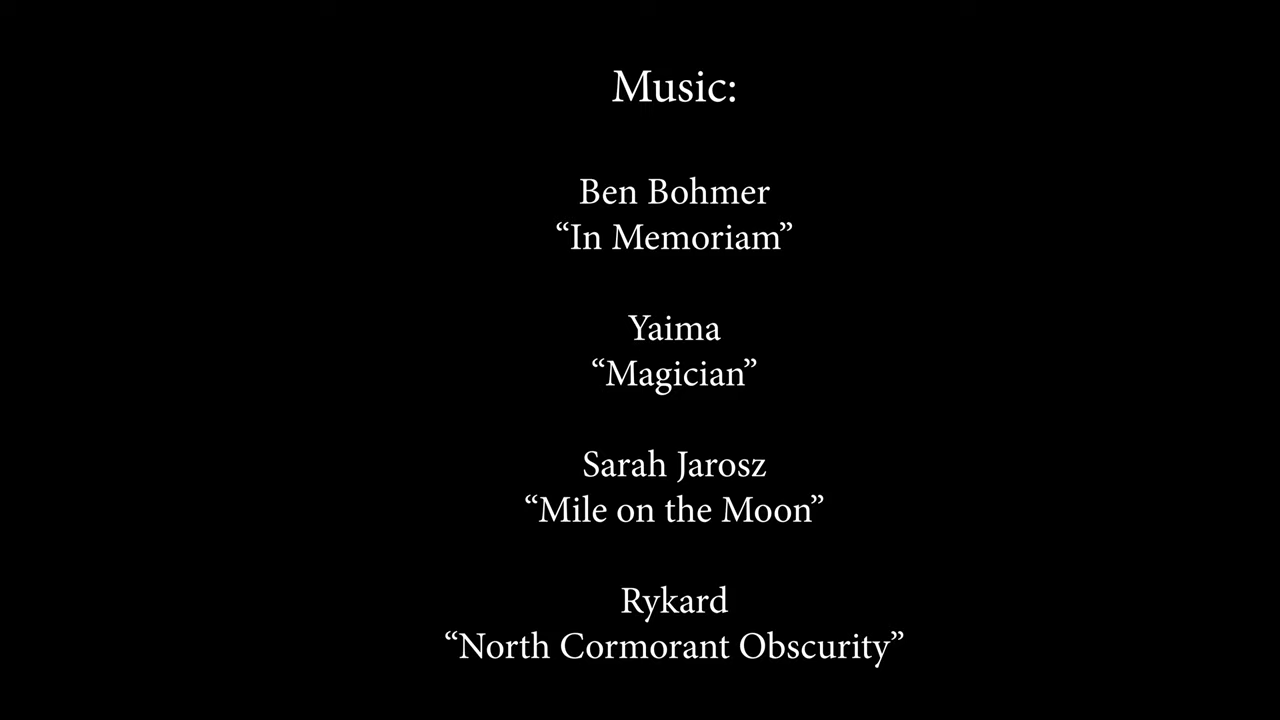 Music:
Ben Bohmer
“In Memoriam”
Yaima
“Magician”
Sarah Jarosz
“Mile on the Moon”
Rykard
“North Cormorant Obscurity”